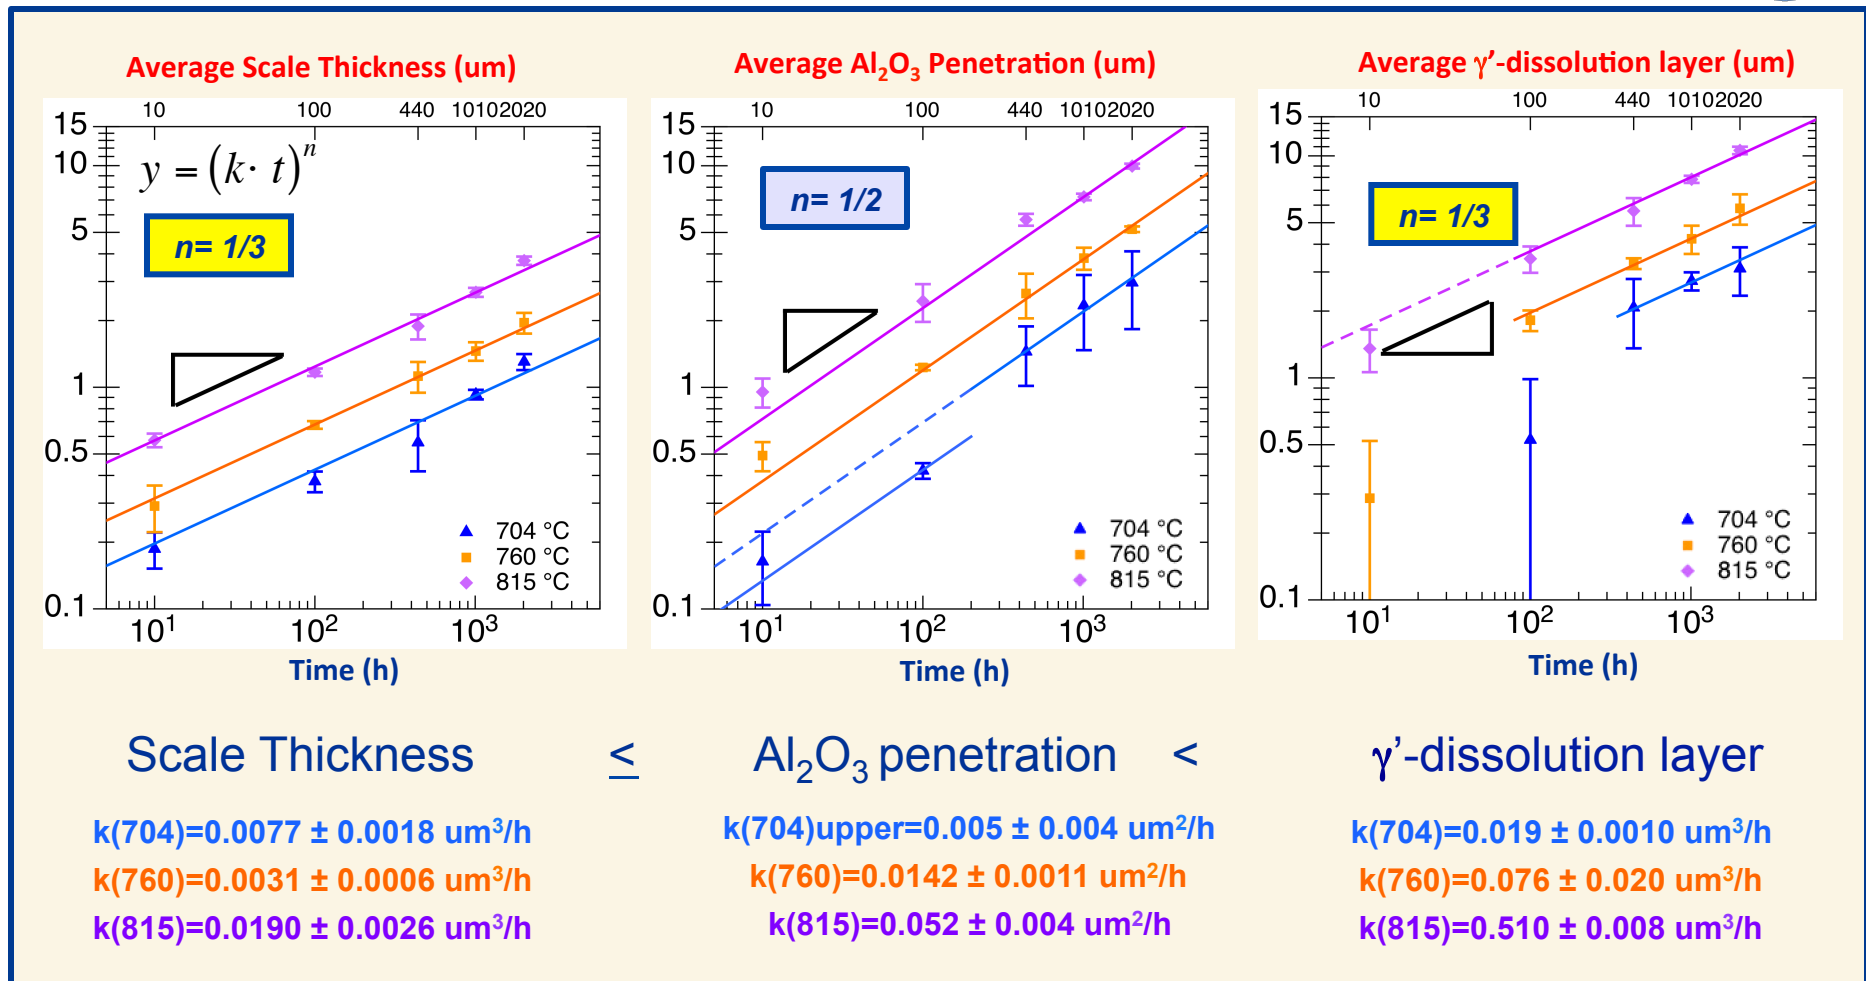 Average Scale Thickness (um)
10 100 440 1010 2020
15
10
5
1
0.5
0.1
y = (k· t)ⁿ
n= 1/3
704 °C
760 °C
815 °C
10¹ 10² 10³
Time (h)
Average Al₂O₃ Penetration (um)
10 100 440 1010 2020
15
10
5
1
0.5
0.1
n= 1/2
704 °C
760 °C
815 °C
10¹ 10² 10³
Time (h)
Average γ'-dissolution layer (um)
10 100 440 1010 2020
15
10
5
1
0.5
0.1
n= 1/3
704 °C
760 °C
815 °C
10¹ 10² 10³
Time (h)
Scale Thickness ≤ Al₂O₃ penetration < γ'-dissolution layer
k(704)=0.0077 ± 0.0018 um³/h
k(760)=0.0031 ± 0.0006 um³/h
k(815)=0.0190 ± 0.0026 um³/h
k(704)upper=0.005 ± 0.004 um²/h
k(760)=0.0142 ± 0.0011 um²/h
k(815)=0.052 ± 0.004 um²/h
k(704)=0.019 ± 0.0010 um³/h
k(760)=0.076 ± 0.020 um³/h
k(815)=0.510 ± 0.008 um³/h